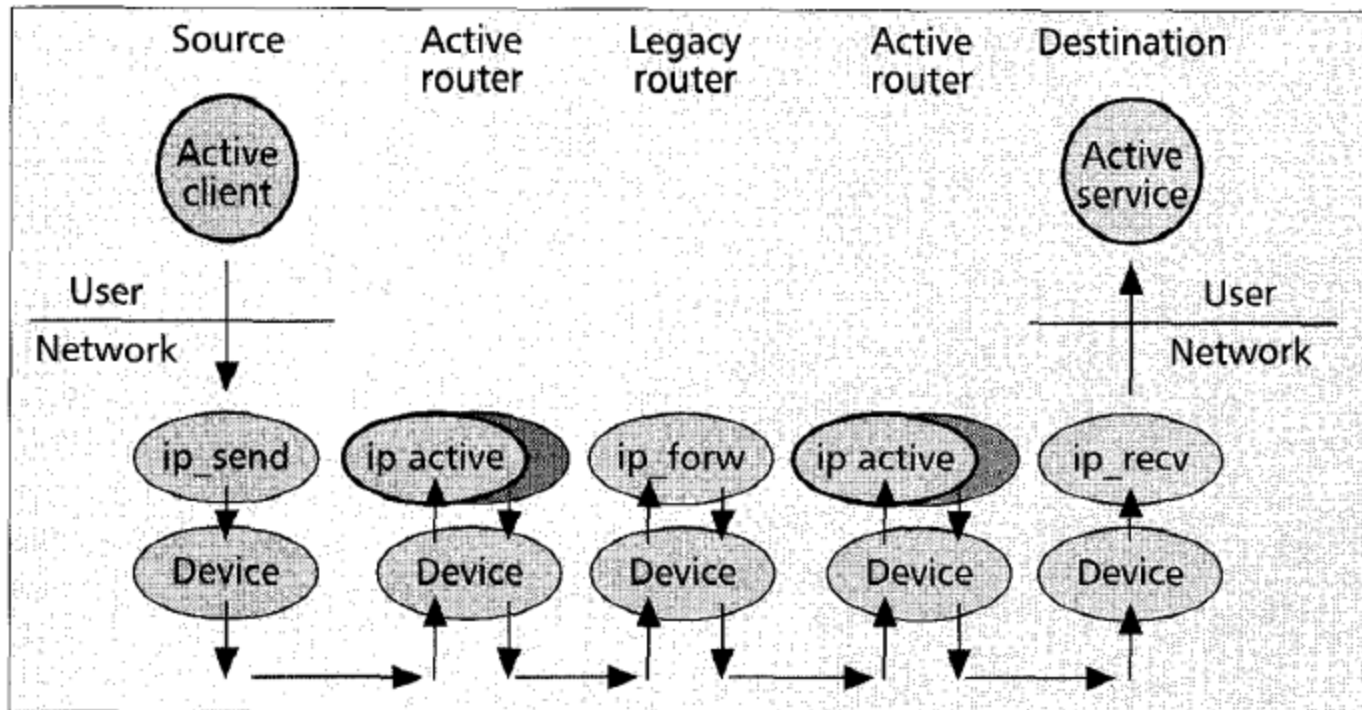 Source
Active
router
Legacy
router
Active
router
Destination
Active
client
Active
service
User
Network
User
Network
ip_send
ip active
ip_forw
ip active
ip_recv
Device
Device
Device
Device
Device